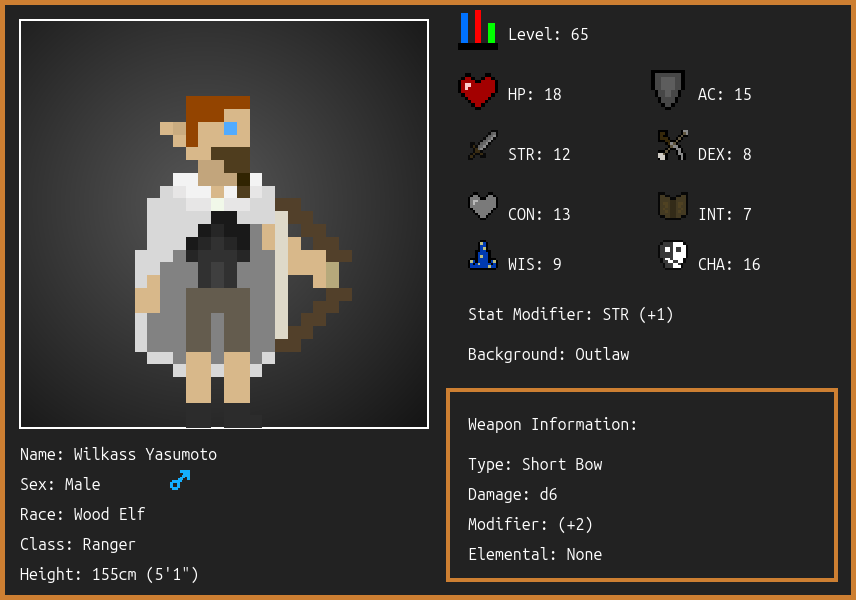 Level: 65
HP: 18
AC: 15
STR: 12
DEX: 8
CON: 13
INT: 7
WIS: 9
CHA: 16
Stat Modifier: STR (+1)
Background: Outlaw
Weapon Information:
Type: Short Bow
Damage: d6
Modifier: (+2)
Elemental: None
Name: Wilkass Yasumoto
Sex: Male
Race: Wood Elf
Class: Ranger
Height: 155cm (5'1")